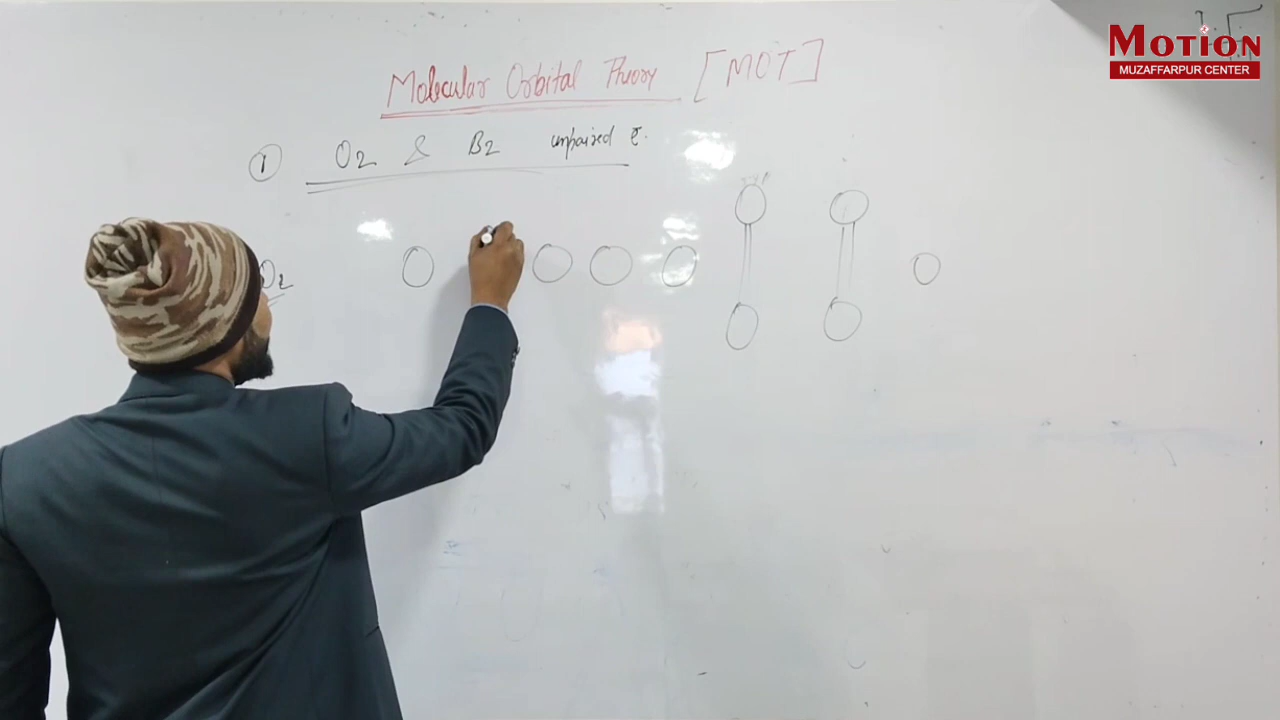 MOTION
MUZAFFARPUR CENTER
Molecular Orbital Theory [MOT]
① O₂ & B₂ unpaired e⁻.
O₂